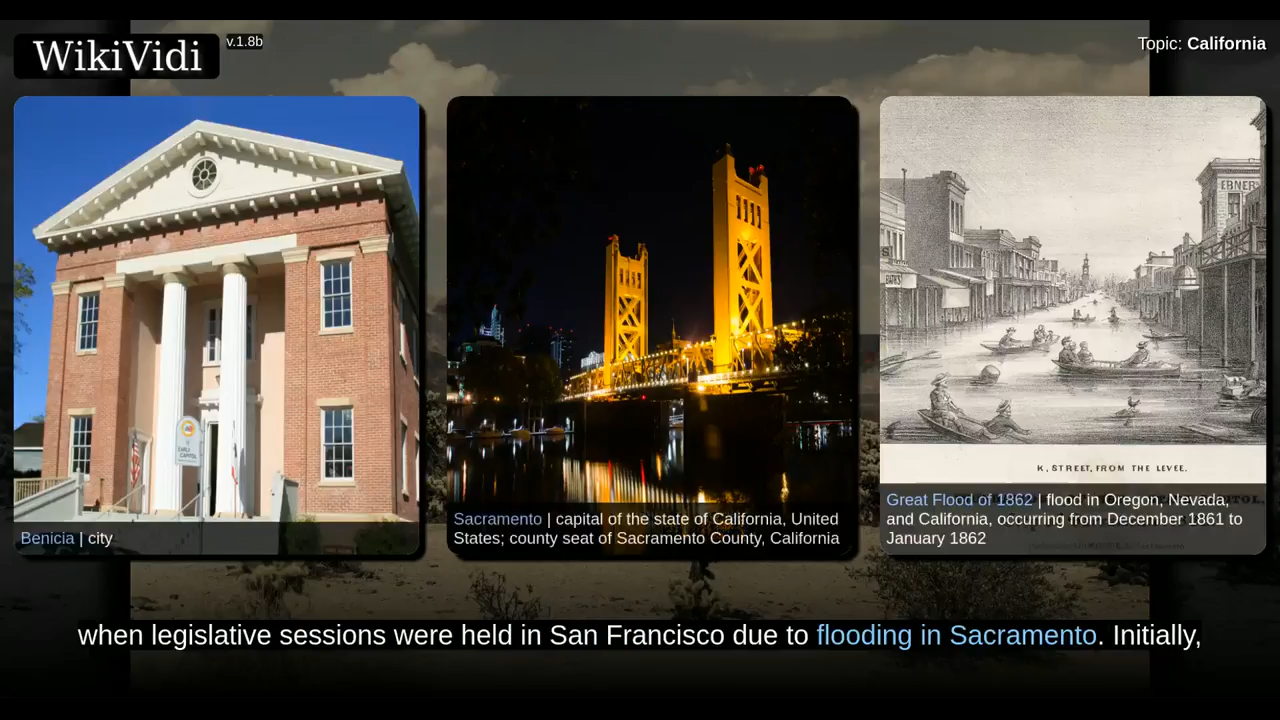 WikiVidi
v.1.8b
Topic: California
EARLY
CAPITOL
Benicia | city
Sacramento | capital of the state of California, United
States; county seat of Sacramento County, California
EBNER
K, STREET, FROM THE LEVEE.
Great Flood of 1862 | flood in Oregon, Nevada,
and California, occurring from December 1861 to
January 1862
when legislative sessions were held in San Francisco due to flooding in Sacramento. Initially,